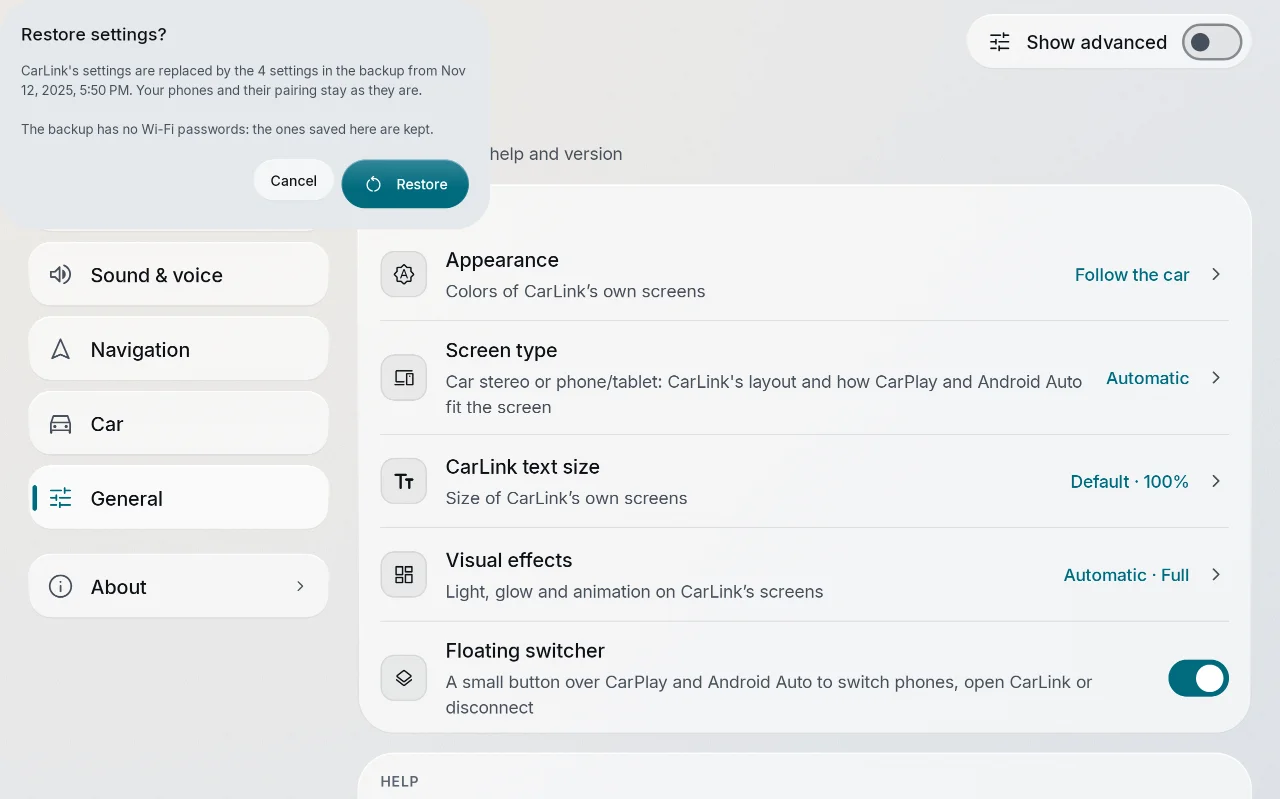 Restore settings?
CarLink's settings are replaced by the 4 settings in the backup from Nov
12, 2025, 5:50 PM. Your phones and their pairing stay as they are.
The backup has no Wi-Fi passwords: the ones saved here are kept.
Cancel
Restore
Show advanced
help and version
Sound & voice
Navigation
Car
General
About
Appearance
Colors of CarLink’s own screens
Follow the car
Screen type
Car stereo or phone/tablet: CarLink's layout and how CarPlay and Android Auto
fit the screen
Automatic
CarLink text size
Size of CarLink’s own screens
Default · 100%
Visual effects
Light, glow and animation on CarLink’s screens
Automatic · Full
Floating switcher
A small button over CarPlay and Android Auto to switch phones, open CarLink or
disconnect
HELP